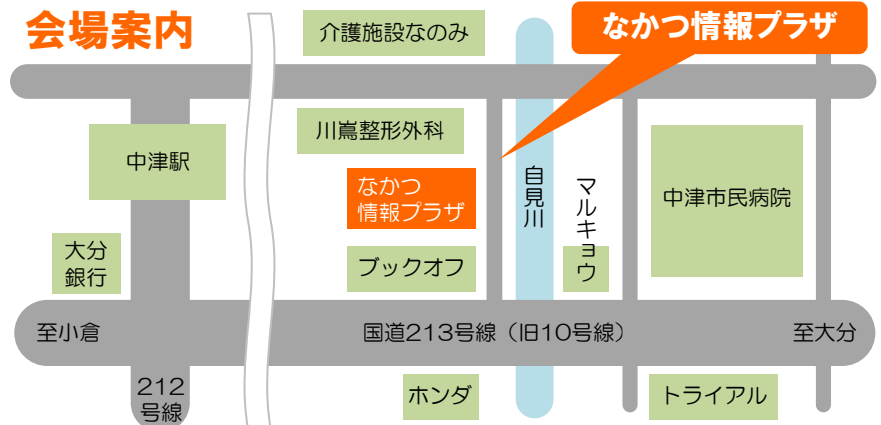 会場案内
介護施設なのみ
なかつ情報プラザ
川嶌整形外科
中津駅
なかつ
情報プラザ
自見川
マルキョウ
中津市民病院
大分
銀行
ブックオフ
至小倉
国道213号線（旧10号線）
至大分
212
号線
ホンダ
トライアル